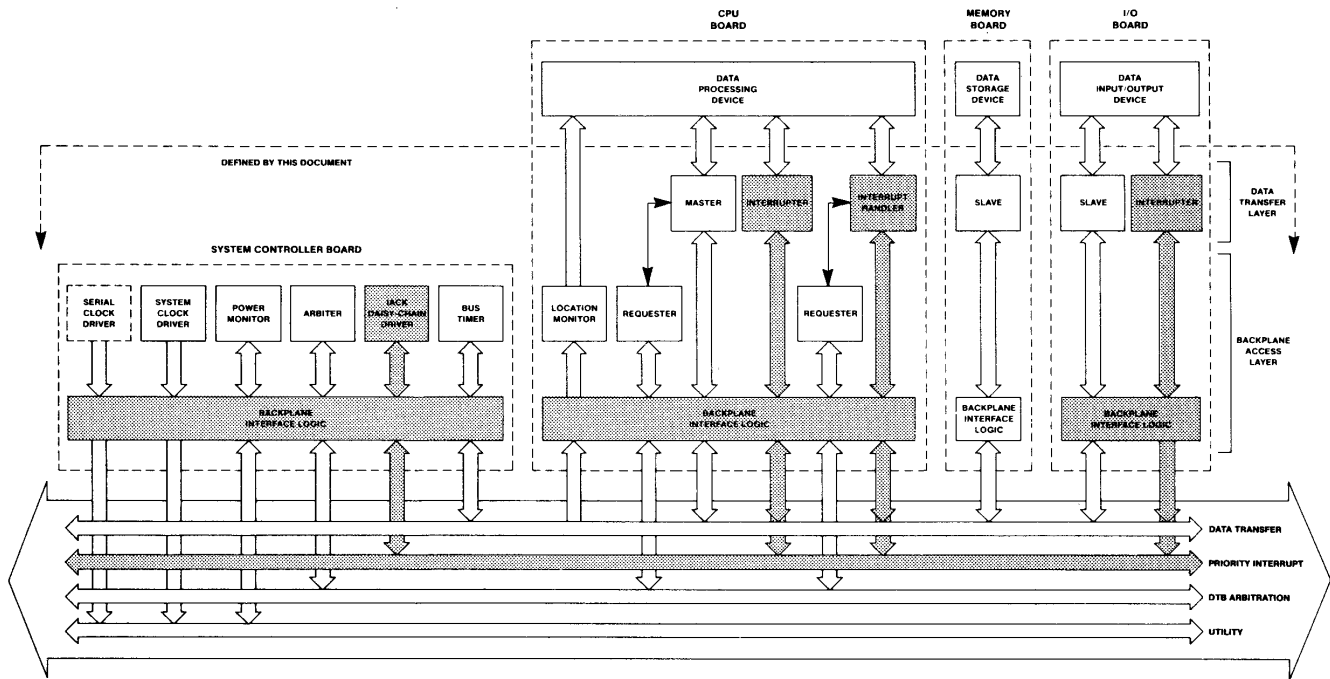 CPU
BOARD
MEMORY
BOARD
I/O
BOARD
DATA
PROCESSING
DEVICE
DATA
STORAGE
DEVICE
DATA
INPUT/OUTPUT
DEVICE
DEFINED BY THIS DOCUMENT
MASTER
INTERRUPTER
INTERRUPT
HANDLER
SLAVE
SLAVE
INTERRUPTER
DATA
TRANSFER
LAYER
SYSTEM CONTROLLER BOARD
SERIAL
CLOCK
DRIVER
SYSTEM
CLOCK
DRIVER
POWER
MONITOR
ARBITER
IACK
DAISY-CHAIN
DRIVER
BUS
TIMER
LOCATION
MONITOR
REQUESTER
REQUESTER
BACKPLANE
ACCESS
LAYER
BACKPLANE
INTERFACE LOGIC
BACKPLANE
INTERFACE LOGIC
BACKPLANE
INTERFACE
LOGIC
BACKPLANE
INTERFACE LOGIC
DATA TRANSFER
PRIORITY INTERRUPT
DTB ARBITRATION
UTILITY